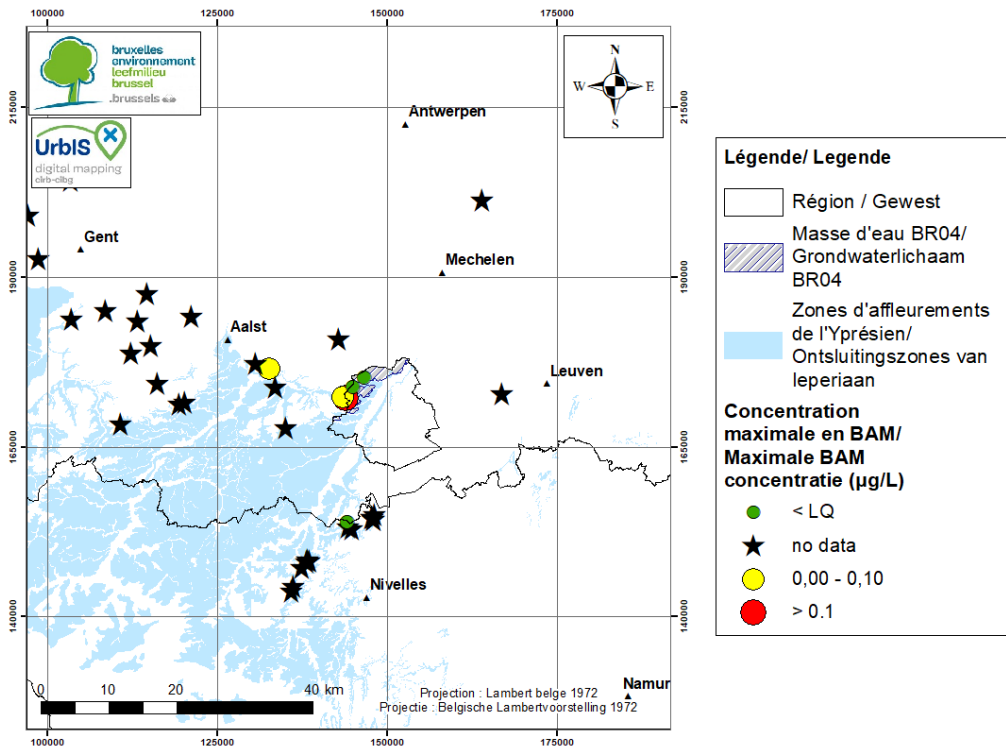 100000
125000
150000
175000
bruxelles
environnement
leefmilieu
brussel
.brussels
UrbIS
digital mapping
cirb-cibg
N
W
E
S
215000
215000
Antwerpen
Gent
Mechelen
190000
190000
Aalst
Leuven
165000
165000
Nivelles
140000
140000
Namur
0
10
20
40 km
Projection : Lambert belge 1972
Projectie : Belgische Lambertvoorstelling 1972
100000
125000
150000
175000
Légende/ Legende
Région / Gewest
Masse d'eau BR04/
Grondwaterlichaam
BR04
Zones d'affleurements
de l'Yprésien/
Ontsluitingszones van
Ieperiaan
Concentration
maximale en BAM/
Maximale BAM
concentratie (µg/L)
< LQ
no data
0,00 - 0,10
> 0.1